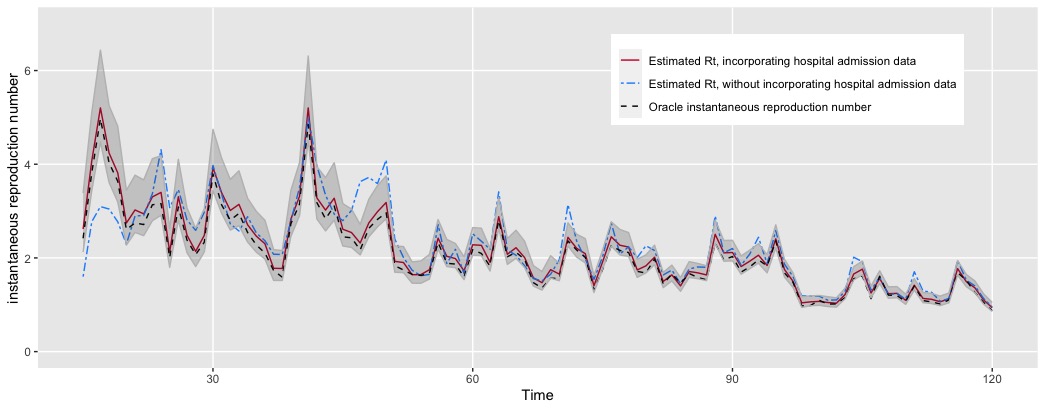 Estimated Rt, incorporating hospital admission data
Estimated Rt, without incorporating hospital admission data
Oracle instantaneous reproduction number
instantaneous reproduction number
6
4
2
0
30
60
90
120
Time